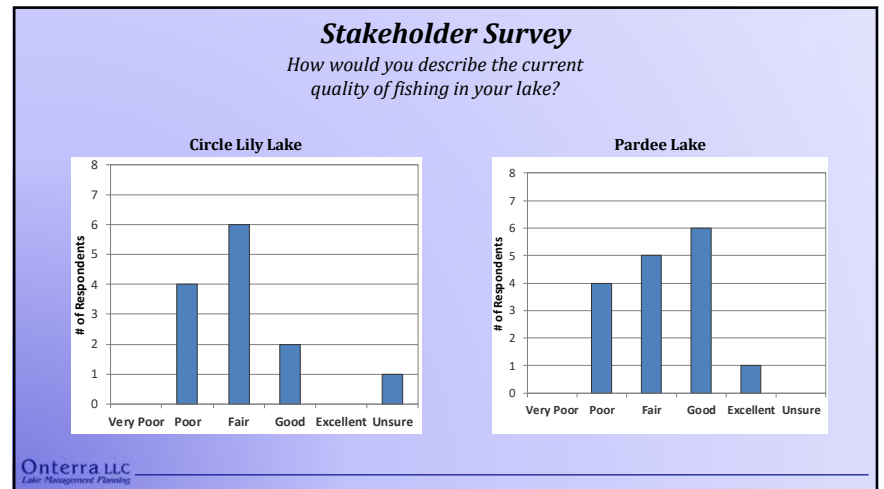 Stakeholder Survey
How would you describe the current
quality of fishing in your lake?
Circle Lily Lake
8
7
6
5
4
3
2
1
0
# of Respondents
Very Poor Poor Fair Good Excellent Unsure
Pardee Lake
8
7
6
5
4
3
2
1
0
# of Respondents
Very Poor Poor Fair Good Excellent Unsure
Onterra LLC
Lake Management Planning